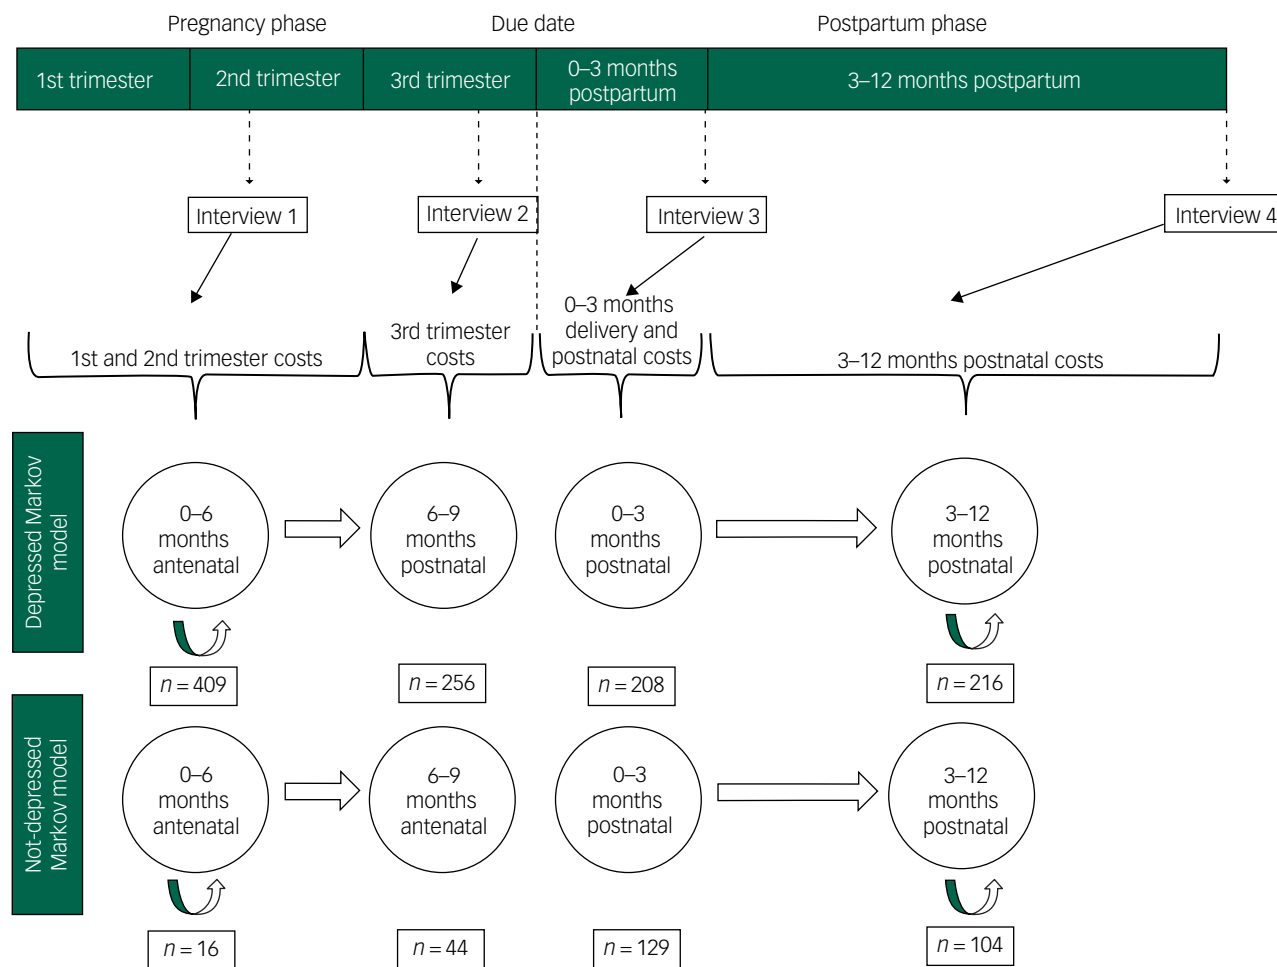 Pregnancy phase
Due date
Postpartum phase
1st trimester
2nd trimester
3rd trimester
0–3 months
postpartum
3–12 months postpartum
Interview 1
Interview 2
Interview 3
Interview 4
1st and 2nd trimester costs
3rd trimester
costs
0–3 months
delivery and
postnatal costs
3–12 months postnatal costs
Depressed Markov
model
0–6
months
antenatal
6–9
months
postnatal
0–3
months
postnatal
3–12
months
postnatal
n = 409
n = 256
n = 208
n = 216
Not-depressed
Markov model
0–6
months
antenatal
6–9
months
antenatal
0–3
months
postnatal
3–12
months
postnatal
n = 16
n = 44
n = 129
n = 104